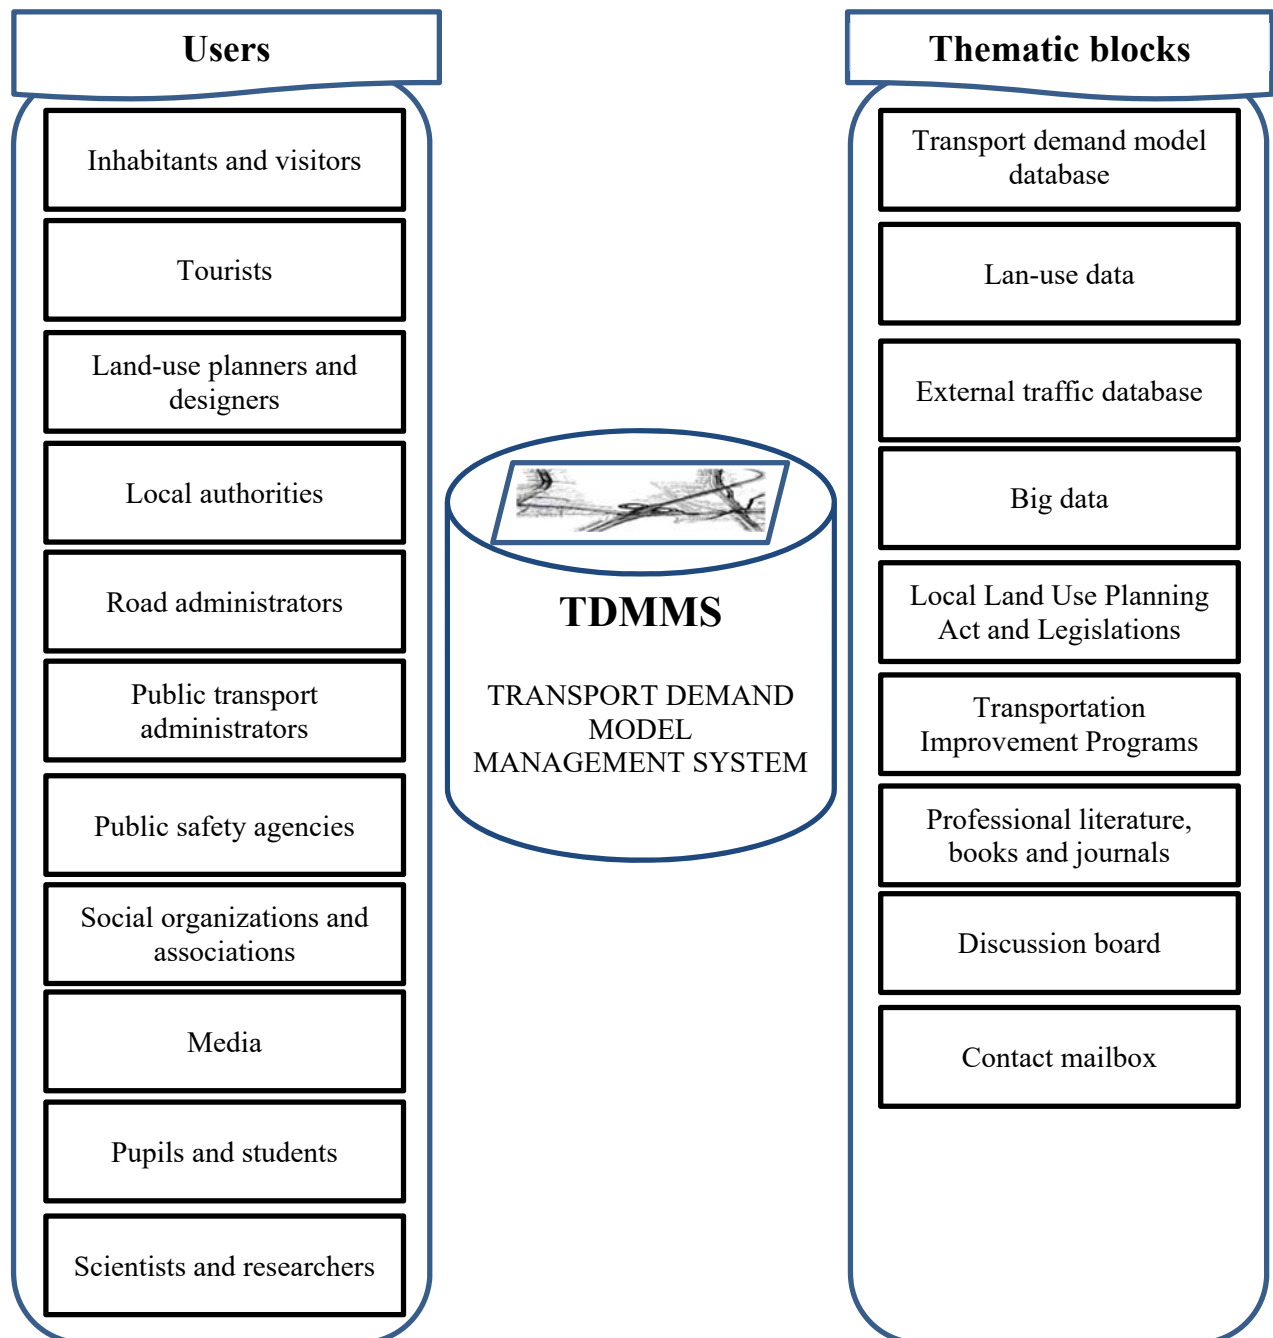 Users
Inhabitants and visitors
Tourists
Land-use planners and
designers
Local authorities
Road administrators
Public transport
administrators
Public safety agencies
Social organizations and
associations
Media
Pupils and students
Scientists and researchers
TDMMS
TRANSPORT DEMAND
MODEL
MANAGEMENT SYSTEM
Thematic blocks
Transport demand model
database
Lan-use data
External traffic database
Big data
Local Land Use Planning
Act and Legislations
Transportation
Improvement Programs
Professional literature,
books and journals
Discussion board
Contact mailbox